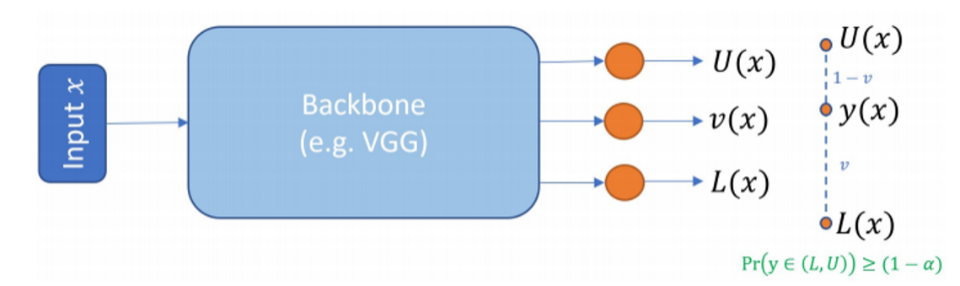 Input x
Backbone
(e.g. VGG)
U(x)
v(x)
L(x)
U(x)
1 − v
y(x)
v
L(x)
Pr(y ∈ (L, U)) ≥ (1 − α)